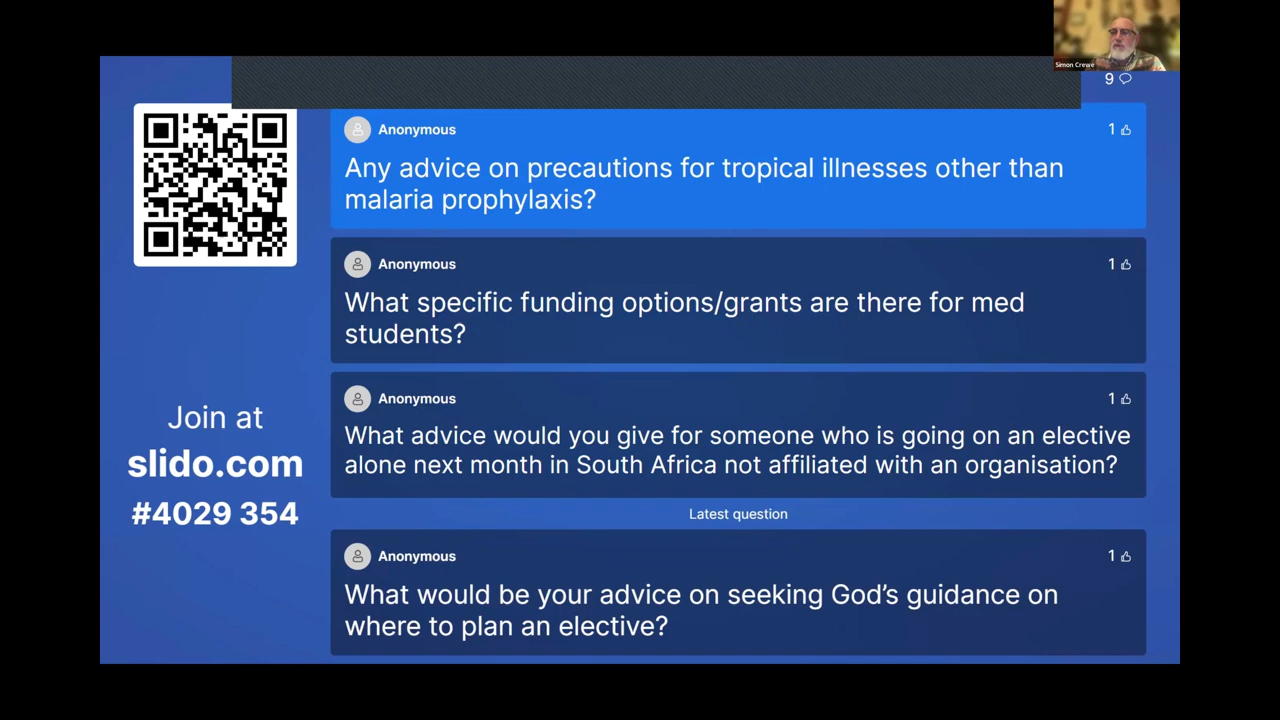 Simon Crewe
9
Anonymous
1
Any advice on precautions for tropical illnesses other than
malaria prophylaxis?
Anonymous
1
What specific funding options/grants are there for med
students?
Anonymous
1
What advice would you give for someone who is going on an elective
alone next month in South Africa not affiliated with an organisation?
Latest question
Anonymous
1
What would be your advice on seeking God’s guidance on
where to plan an elective?
Join at
slido.com
#4029 354